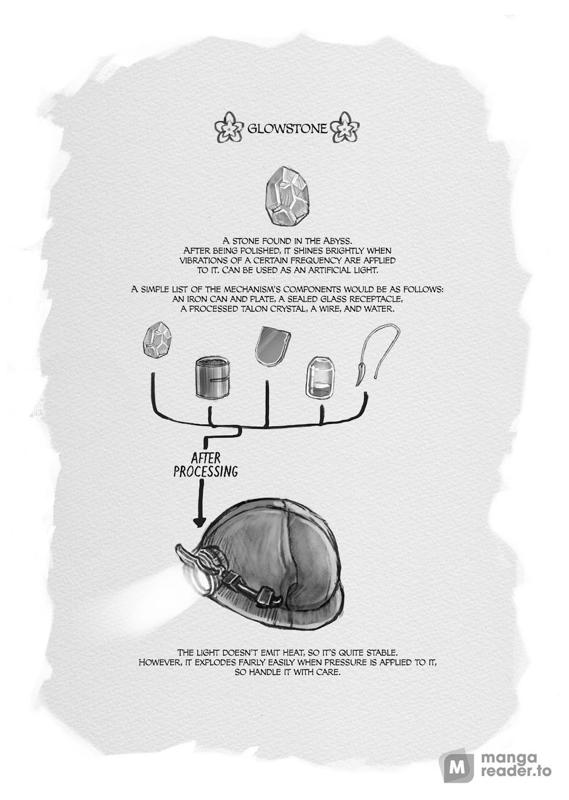 GLOWSTONE
A STONE FOUND IN THE ABYSS.
AFTER BEING POLISHED, IT SHINES BRIGHTLY WHEN
VIBRATIONS OF A CERTAIN FREQUENCY ARE APPLIED
TO IT. CAN BE USED AS AN ARTIFICIAL LIGHT.
A SIMPLE LIST OF THE MECHANISM'S COMPONENTS WOULD BE AS FOLLOWS:
AN IRON CAN AND PLATE, A SEALED GLASS RECEPTACLE,
A PROCESSED TALON CRYSTAL, A WIRE, AND WATER.
AFTER
PROCESSING
THE LIGHT DOESN'T EMIT HEAT, SO IT'S QUITE STABLE.
HOWEVER, IT EXPLODES FAIRLY EASILY WHEN PRESSURE IS APPLIED TO IT,
SO HANDLE IT WITH CARE.
M manga
reader.to